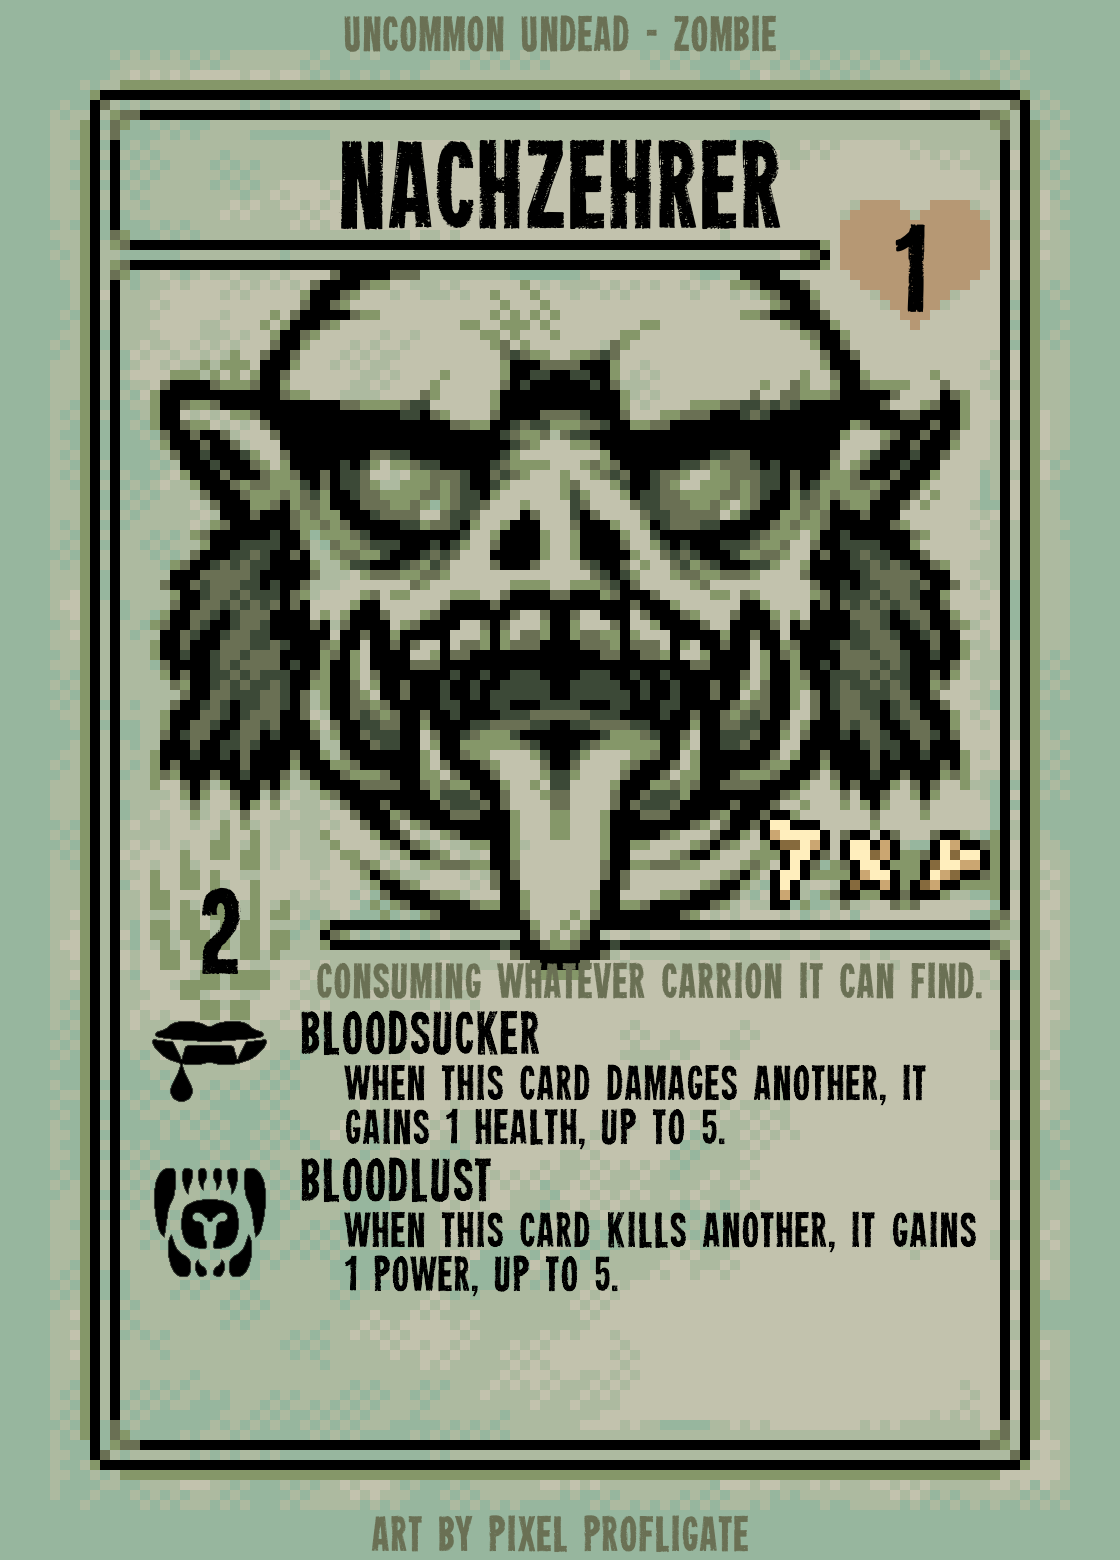 UNCOMMON UNDEAD - ZOMBIE
NACHZEHRER
1
2
CONSUMING WHATEVER CARRION IT CAN FIND.
BLOODSUCKER
WHEN THIS CARD DAMAGES ANOTHER, IT
GAINS 1 HEALTH, UP TO 5.
BLOODLUST
WHEN THIS CARD KILLS ANOTHER, IT GAINS
1 POWER, UP TO 5.
ART BY PIXEL PROFLIGATE